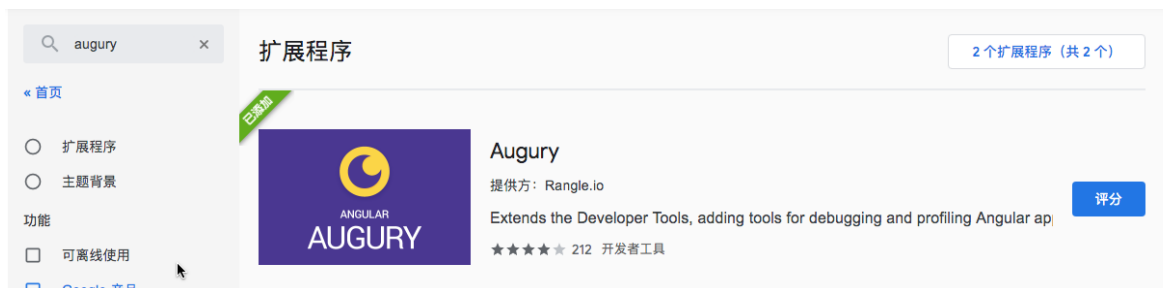 augury ×
« 首页
扩展程序
主题背景
功能
可离线使用
Google 产品
扩展程序
2 个扩展程序（共 2 个）
已添加
ANGULAR
AUGURY
Augury
提供方：Rangle.io
Extends the Developer Tools, adding tools for debugging and profiling Angular ap
212 开发者工具
评分